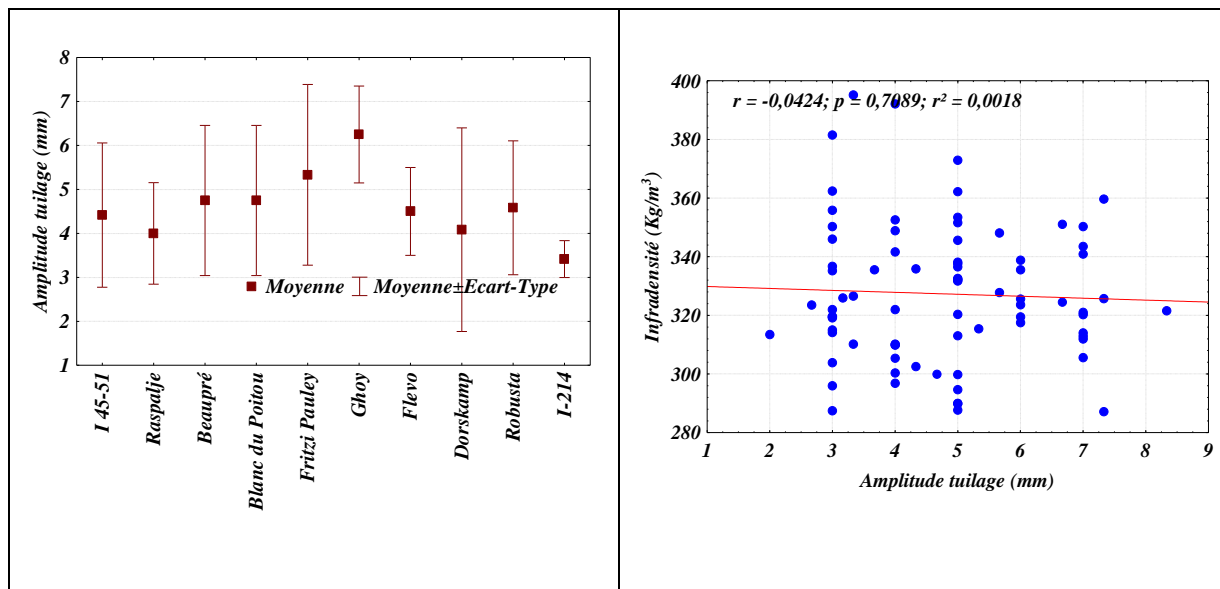 8
7
6
5
4
3
2
1
Amplitude tuilage (mm)
Moyenne
Moyenne±Ecart-Type
I 45-51
Raspalje
Beaupré
Blanc du Poitou
Fritzi Pauley
Ghoy
Flevo
Dorskamp
Robusta
I-214
r = -0,0424; p = 0,7089; r² = 0,0018
400
380
360
340
320
300
280
Infradensité (Kg/m³)
1 2 3 4 5 6 7 8 9
Amplitude tuilage (mm)